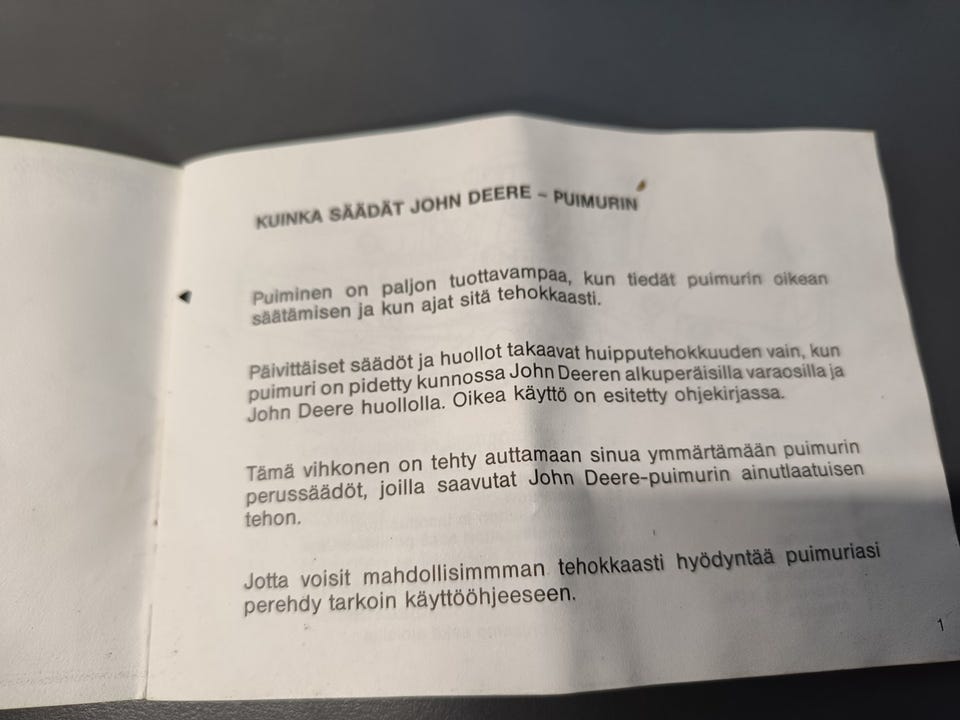 KUINKA SÄÄDÄT JOHN DEERE – PUIMURIN
Puiminen on paljon tuottavampaa, kun tiedät puimurin oikean
säätämisen ja kun ajat sitä tehokkaasti.
Päivittäiset säädöt ja huollot takaavat huipputehokkuuden vain, kun
puimuri on pidetty kunnossa John Deeren alkuperäisillä varaosilla ja
John Deere huollolla. Oikea käyttö on esitetty ohjekirjassa.
Tämä vihkonen on tehty auttamaan sinua ymmärtämään puimurin
perussäädöt, joilla saavutat John Deere-puimurin ainutlaatuisen
tehon.
Jotta voisit mahdollisimmman tehokkaasti hyödyntää puimuriasi
perehdy tarkoin käyttööhjeeseen.
1